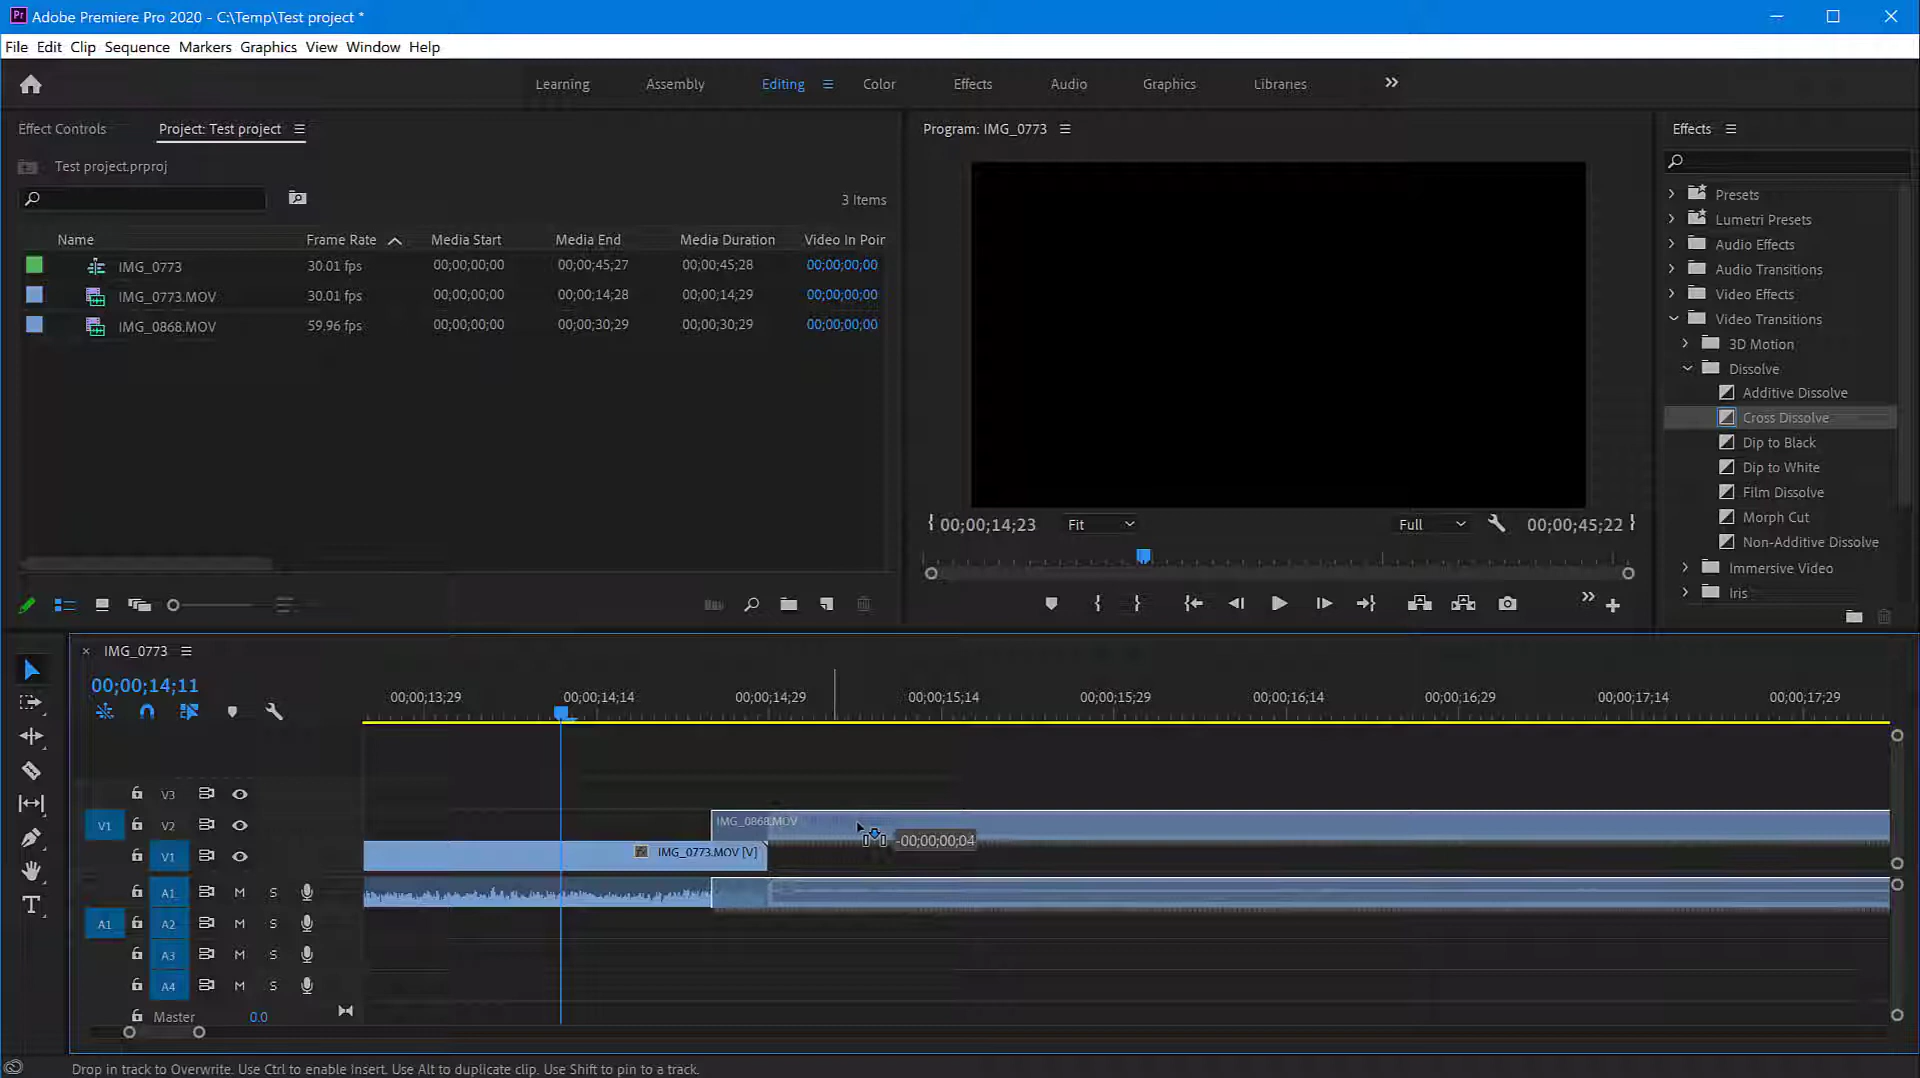 Adobe Premiere Pro 2020 - C:\Temp\Test project *
File Edit Clip Sequence Markers Graphics View Window Help
Learning Assembly Editing Color Effects Audio Graphics Libraries
Effect Controls
Project: Test project
Test project.prproj
3 Items
Name Frame Rate Media Start Media End Media Duration Video In Poin
IMG_0773 30.01 fps 00;00;00;00 00;00;45;27 00;00;45;28 00;00;00;00
IMG_0773.MOV 30.01 fps 00;00;00;00 00;00;14;28 00;00;14;29 00;00;00;00
IMG_0868.MOV 59.96 fps 00;00;00;00 00;00;30;29 00;00;30;29 00;00;00;00
Program: IMG_0773
00;00;14;23 Fit Full 00;00;45;22
Effects
Presets
Lumetri Presets
Audio Effects
Audio Transitions
Video Effects
Video Transitions
3D Motion
Dissolve
Additive Dissolve
Cross Dissolve
Dip to Black
Dip to White
Film Dissolve
Morph Cut
Non-Additive Dissolve
Immersive Video
Iris
IMG_0773
00;00;14;11
00;00;13;29 00;00;14;14 00;00;14;29 00;00;15;14 00;00;15;29 00;00;16;14 00;00;16;29 00;00;17;14 00;00;17;29
V3
V1 V2 IMG_0868.MOV
-00;00;00;04
V1 IMG_0773.MOV [V]
A1 M S
A1 A2 M S
A3 M S
A4 M S
Master 0.0
Drop in track to Overwrite. Use Ctrl to enable Insert. Use Alt to duplicate clip. Use Shift to pin to a track.